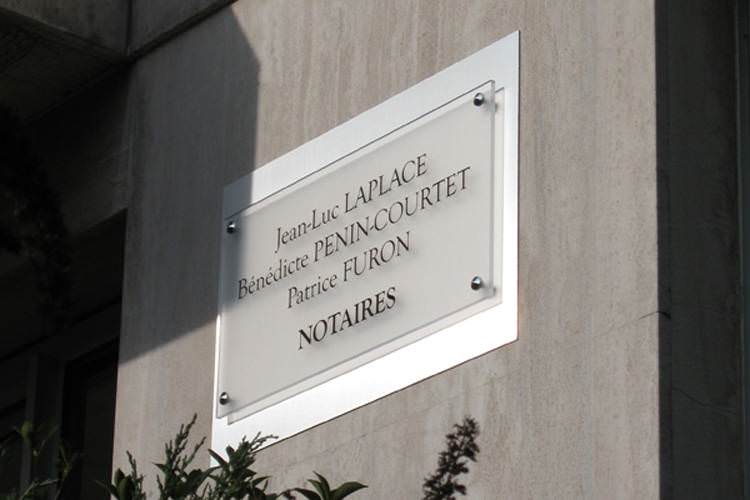 Jean-Luc LAPLACE
Bénédicte PENIN-COURTET
Patrice FURON
NOTAIRES